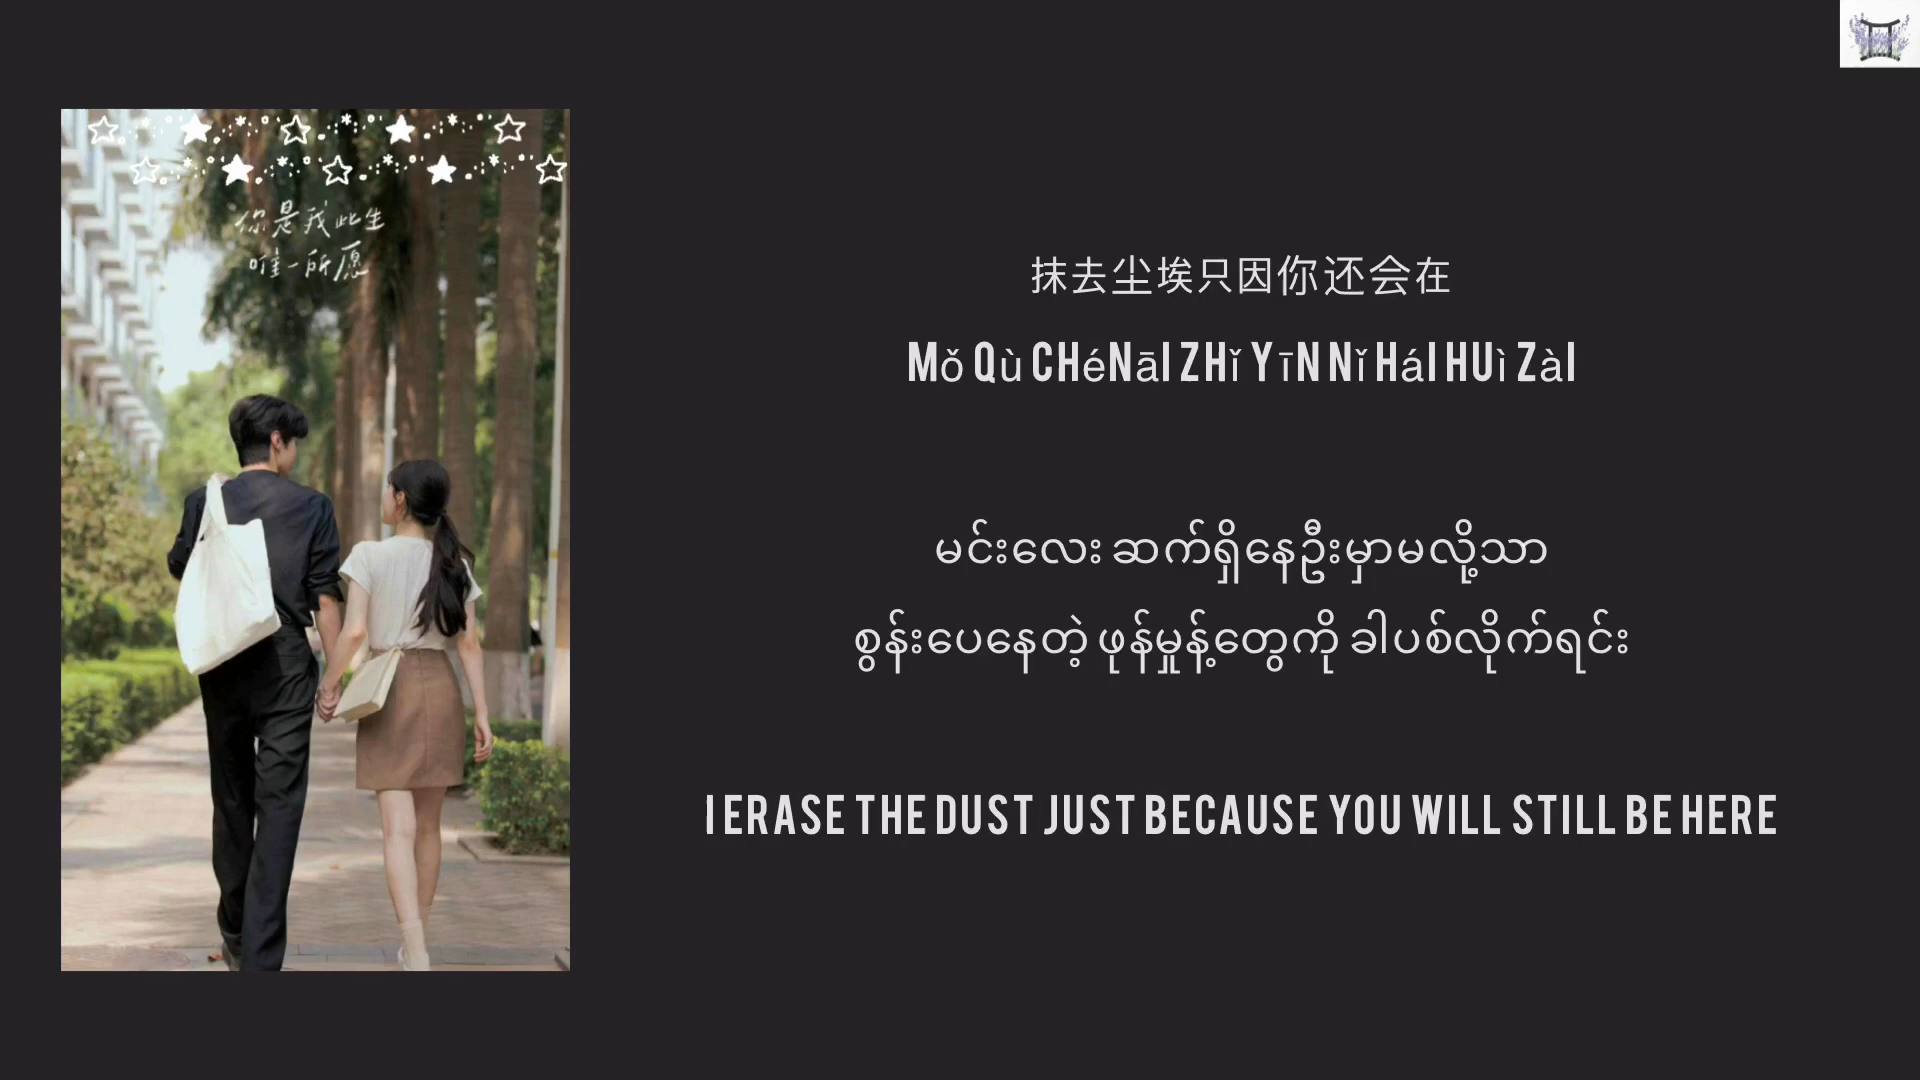 你是我此生
唯一所愿
抹去尘埃只因你还会在
Mǒ Qù CHéNāI ZHǐ YīN Nǐ HáI HUì ZàI
မင်းလေး ဆက်ရှိနေဦးမှာမလို့သာ
စွန်းပေနေတဲ့ ဖုန်မှုန့်တွေကို ခါပစ်လိုက်ရင်း
I ERASE THE DUST JUST BECAUSE YOU WILL STILL BE HERE